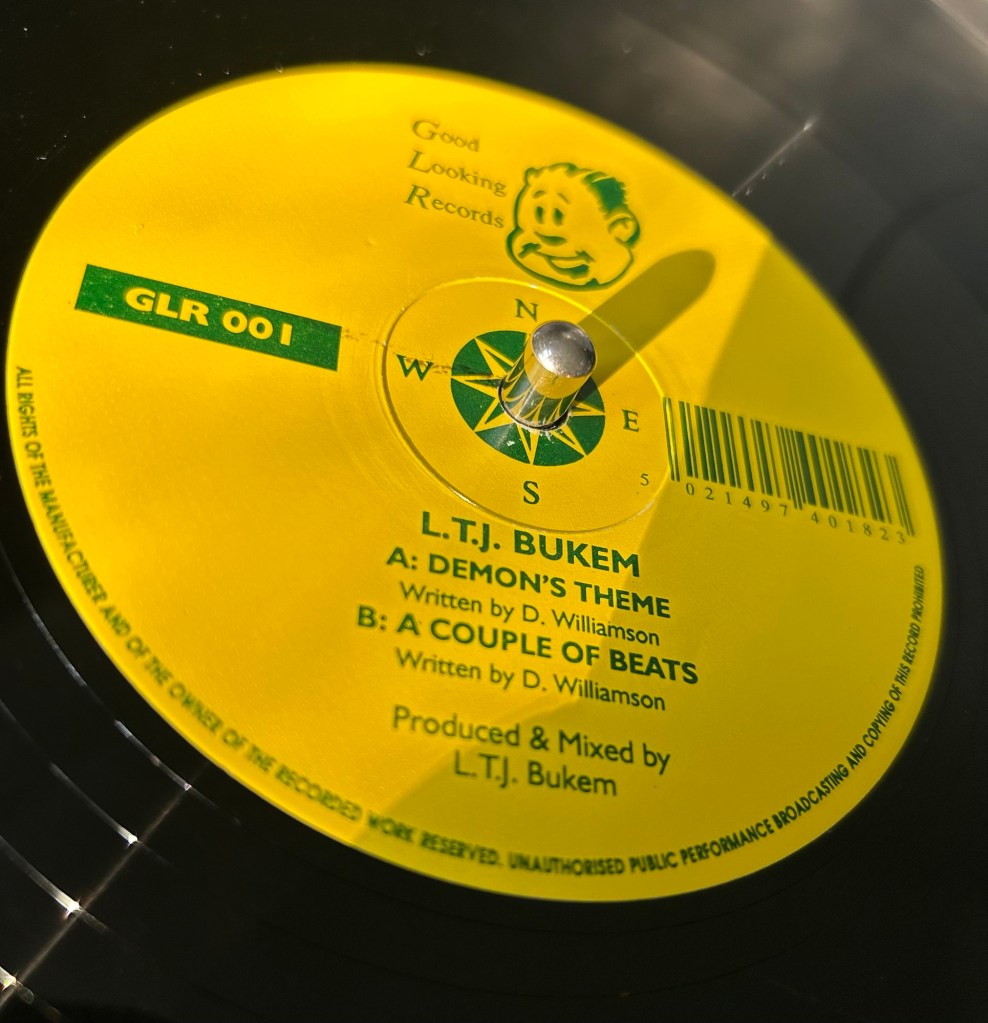 Good
Looking
Records
GLR 001
N
W
E
S
5 021497 401823
L.T.J. BUKEM
A: DEMON'S THEME
Written by D. Williamson
B: A COUPLE OF BEATS
Written by D. Williamson
Produced & Mixed by
L.T.J. Bukem
ALL RIGHTS OF THE MANUFACTURER AND OF THE OWNER OF THE RECORDED WORK RESERVED. UNAUTHORISED PUBLIC PERFORMANCE BROADCASTING AND COPYING OF THIS RECORD PROHIBITED